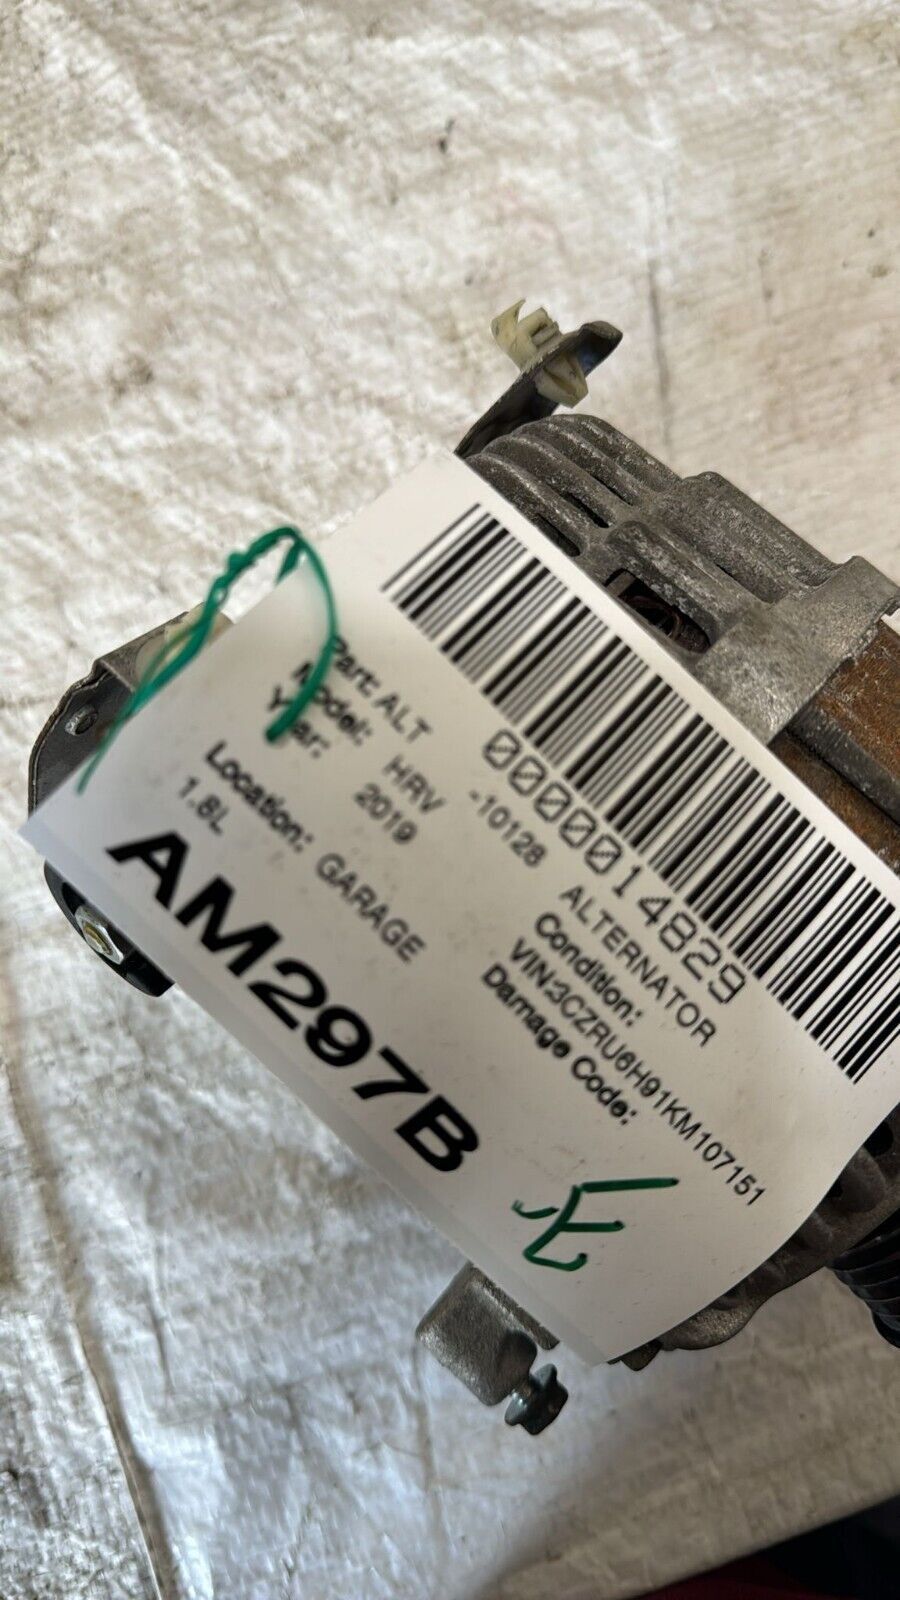 0000014829
Part: ALT -10128 ALTERNATOR
Model: HRV Condition:
Year: 2019 VIN:3CZRU6H91KM107151
Damage Code:
Location: GARAGE
1.8L
AM297B